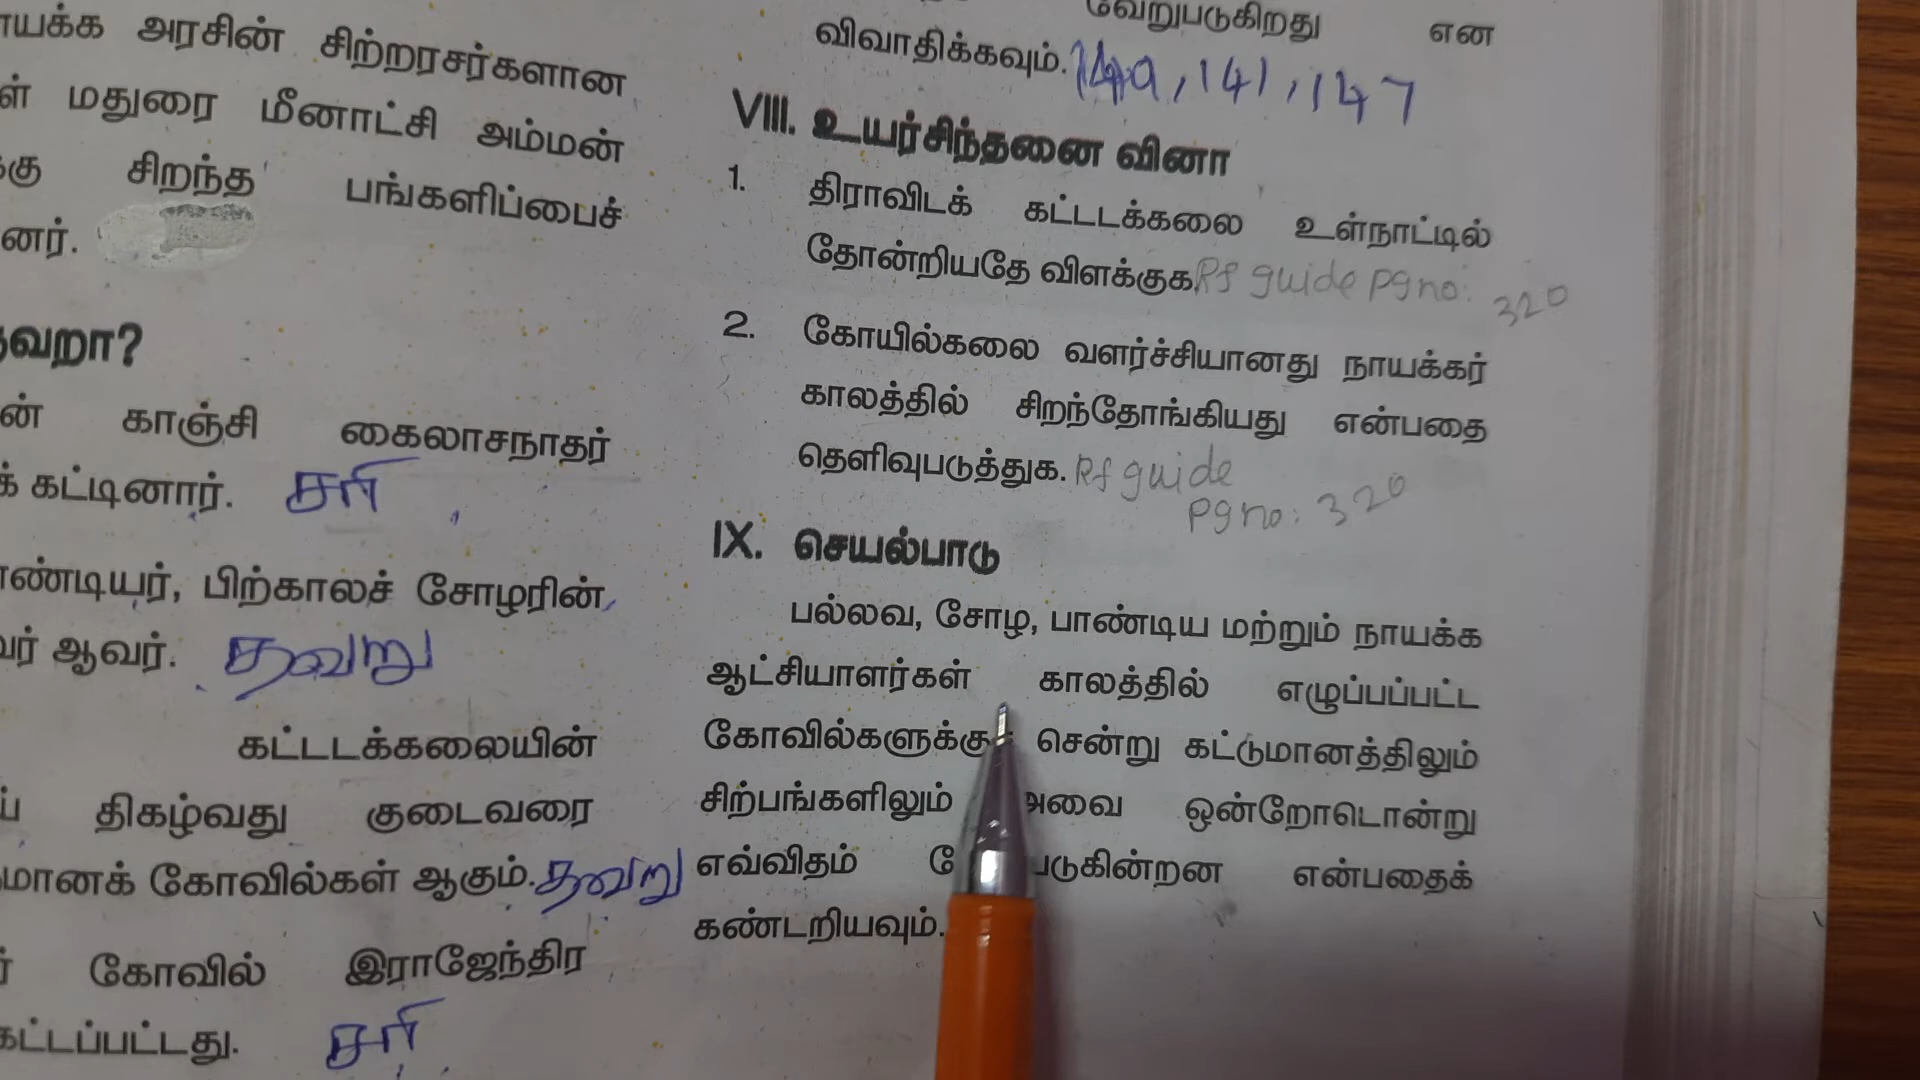 யக்க அரசின் சிற்றரசர்களான
ள் மதுரை மீனாட்சி அம்மன்
கு சிறந்த பங்களிப்பைச்
னர்.
தவறா?
ன் காஞ்சி கைலாசநாதர்
க் கட்டினார். சரி
ண்டியர், பிற்காலச் சோழரின்
வர் ஆவர். தவறு
கட்டடக்கலையின்
ய் திகழ்வது குடைவரை
மானக் கோவில்கள் ஆகும். தவறு
ர் கோவில் இராஜேந்திர
கட்டப்பட்டது. சரி
வேறுபடுகிறது என
விவாதிக்கவும். 149, 141, 147
VIII. உயர்சிந்தனை வினா
1. திராவிடக் கட்டடக்கலை உள்நாட்டில்
தோன்றியதே விளக்குக. Rf guide pg no: 320
2. கோயில்கலை வளர்ச்சியானது நாயக்கர்
காலத்தில் சிறந்தோங்கியது என்பதை
தெளிவுபடுத்துக. Rf guide
pg no: 320
IX. செயல்பாடு
பல்லவ, சோழ, பாண்டிய மற்றும் நாயக்க
ஆட்சியாளர்கள் காலத்தில் எழுப்பப்பட்ட
கோவில்களுக்கு சென்று கட்டுமானத்திலும்
சிற்பங்களிலும் அவை ஒன்றோடொன்று
எவ்விதம் என்பதைக்
கண்டறியவும்.